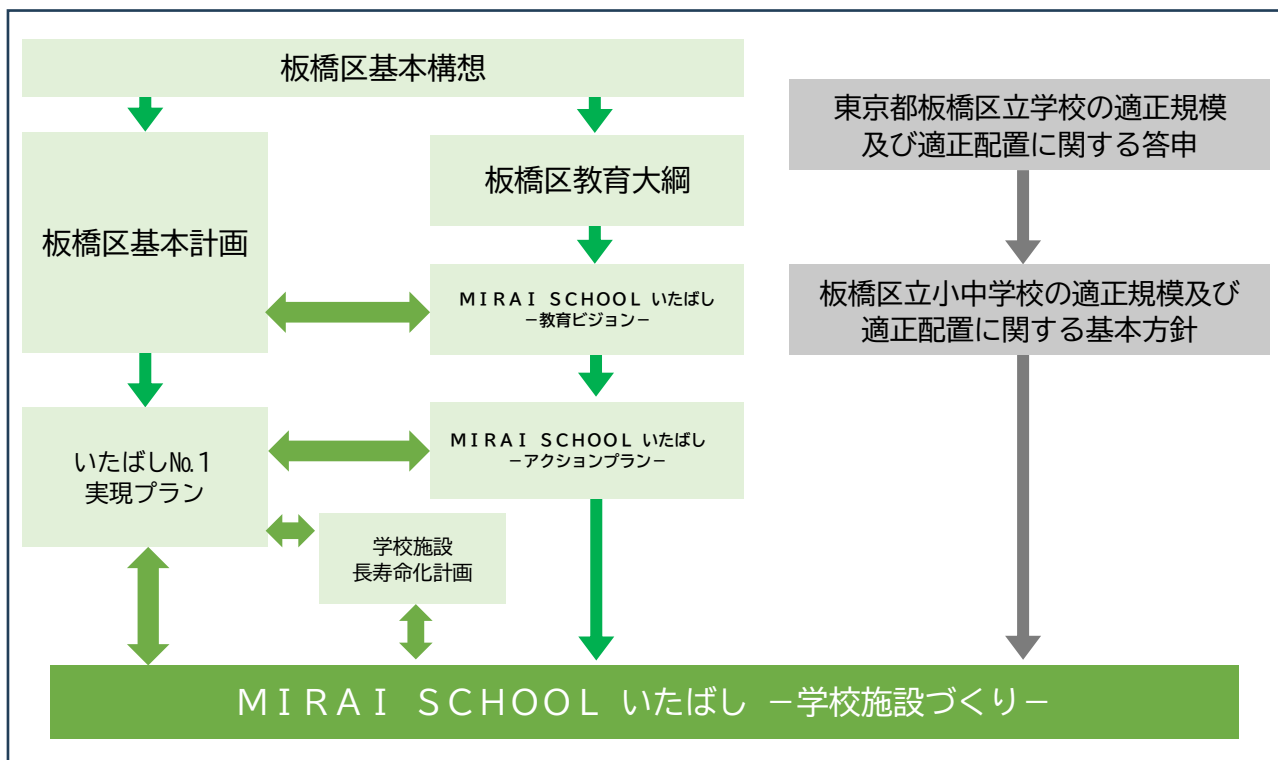 板橋区基本構想
東京都板橋区立学校の適正規模
及び適正配置に関する答申
板橋区基本計画
板橋区教育大綱
ＭＩＲＡＩ ＳＣＨＯＯＬ いたばし
－教育ビジョン－
板橋区立小中学校の適正規模及び
適正配置に関する基本方針
いたばし№１
実現プラン
ＭＩＲＡＩ ＳＣＨＯＯＬ いたばし
－アクションプラン－
学校施設
長寿命化計画
ＭＩＲＡＩ ＳＣＨＯＯＬ いたばし －学校施設づくり－